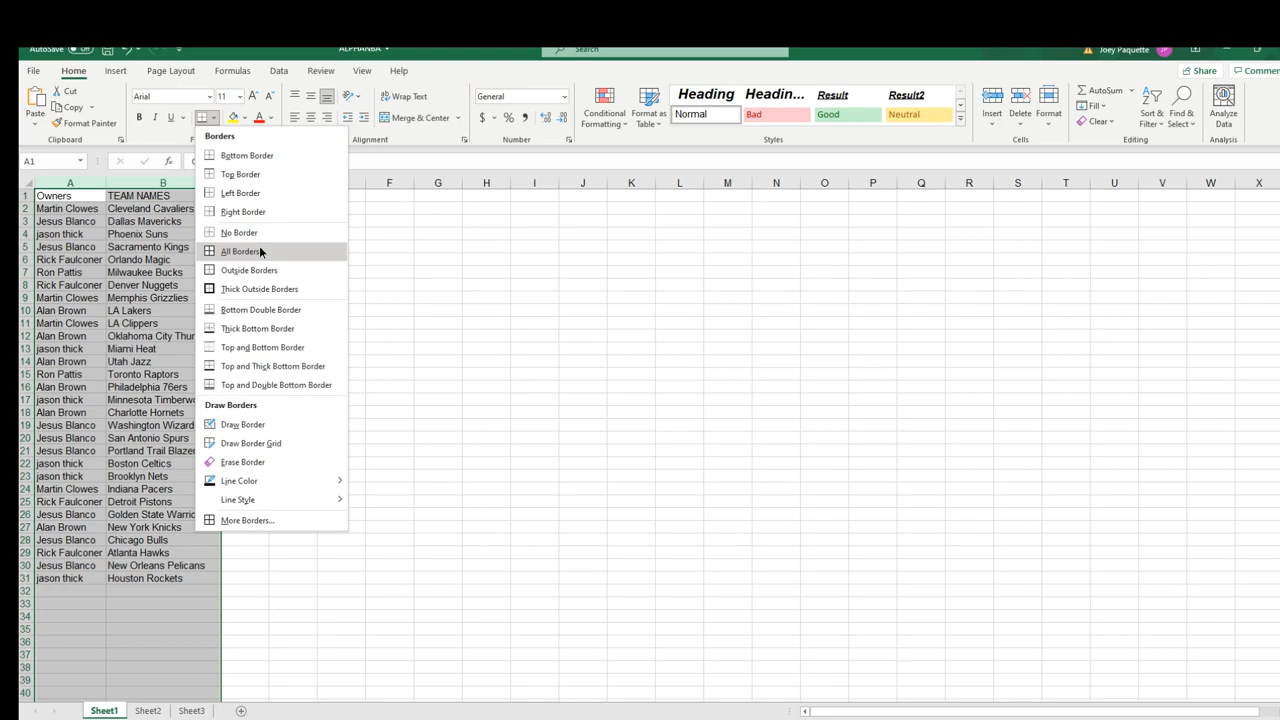 AutoSave Off ALPHANBA Search Joey Paquette JP
File Home Insert Page Layout Formulas Data Review View Help Share Commen
Paste Cut Copy Format Painter Clipboard
Arial 11 A A B I U A
Wrap Text Merge & Center Alignment
General $ % Number
Conditional Formatting Format as Table
Heading Headin... Result Result2
Normal Bad Good Neutral
Styles
Insert Delete Format Cells
AutoSum Fill Clear Sort & Filter Find & Select Editing
Analyze Data Analysis
A1 fx
Borders
Bottom Border
Top Border
Left Border
Right Border
No Border
All Borders
Outside Borders
Thick Outside Borders
Bottom Double Border
Thick Bottom Border
Top and Bottom Border
Top and Thick Bottom Border
Top and Double Bottom Border
Draw Borders
Draw Border
Draw Border Grid
Erase Border
Line Color
Line Style
More Borders...
A B F G H I J K L M N O P Q R S T U V W X
1 Owners TEAM NAMES
2 Martin Clowes Cleveland Cavaliers
3 Jesus Blanco Dallas Mavericks
4 jason thick Phoenix Suns
5 Jesus Blanco Sacramento Kings
6 Rick Faulconer Orlando Magic
7 Ron Pattis Milwaukee Bucks
8 Rick Faulconer Denver Nuggets
9 Martin Clowes Memphis Grizzlies
10 Alan Brown LA Lakers
11 Martin Clowes LA Clippers
12 Alan Brown Oklahoma City Thun
13 jason thick Miami Heat
14 Alan Brown Utah Jazz
15 Ron Pattis Toronto Raptors
16 Alan Brown Philadelphia 76ers
17 jason thick Minnesota Timberwo
18 Alan Brown Charlotte Hornets
19 Jesus Blanco Washington Wizard
20 Jesus Blanco San Antonio Spurs
21 Jesus Blanco Portland Trail Blazer
22 jason thick Boston Celtics
23 jason thick Brooklyn Nets
24 Martin Clowes Indiana Pacers
25 Rick Faulconer Detroit Pistons
26 Jesus Blanco Golden State Warrio
27 Alan Brown New York Knicks
28 Jesus Blanco Chicago Bulls
29 Rick Faulconer Atlanta Hawks
30 Jesus Blanco New Orleans Pelicans
31 jason thick Houston Rockets
32
33
34
35
36
37
38
39
40
Sheet1 Sheet2 Sheet3